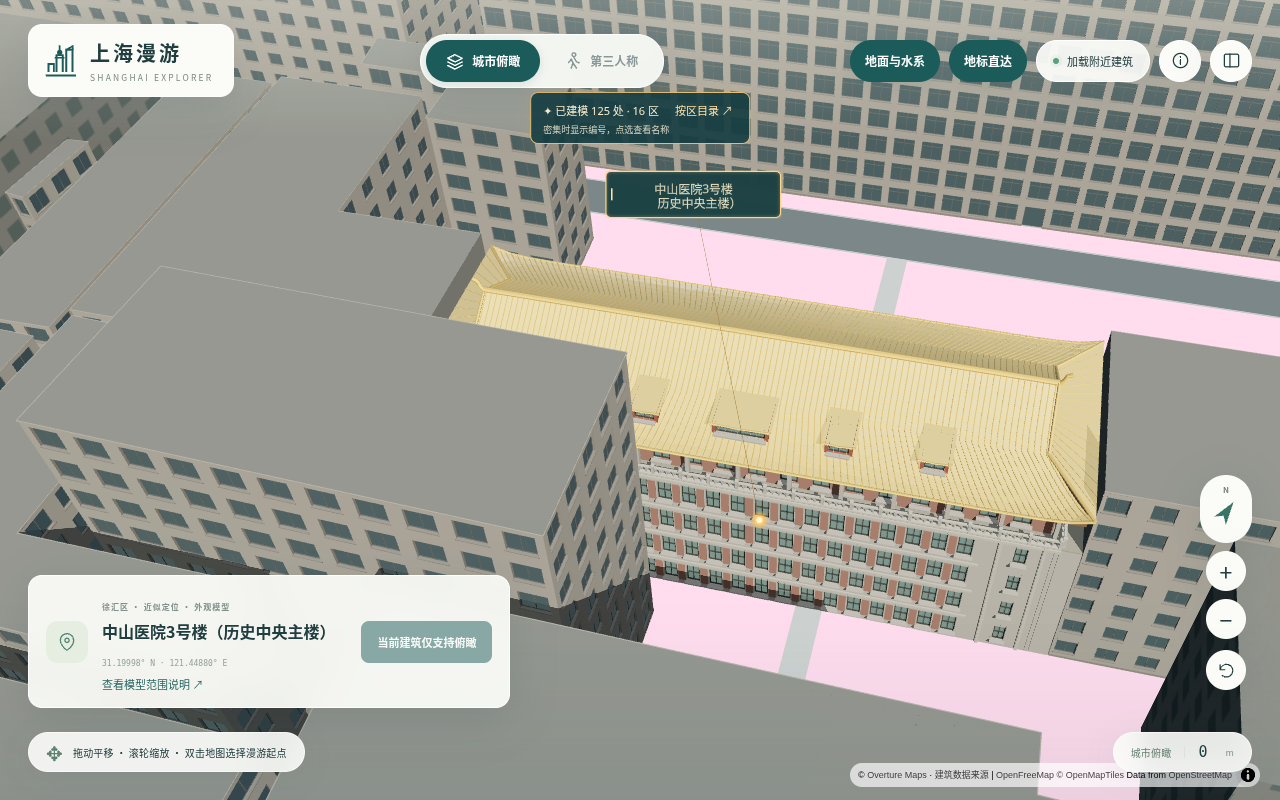 上海漫游
SHANGHAI EXPLORER
城市俯瞰
第三人称
地面与水系
地标直达
加载附近建筑
✦ 已建模 125 处 · 16 区 按区目录 ↗
密集时显示编号，点选查看名称
中山医院3号楼
历史中央主楼）
N
徐汇区 · 近似定位 · 外观模型
中山医院3号楼（历史中央主楼）
31.19998° N · 121.44880° E
查看模型范围说明 ↗
当前建筑仅支持俯瞰
拖动平移 · 滚轮缩放 · 双击地图选择漫游起点
城市俯瞰 0 m
© Overture Maps · 建筑数据来源 | OpenFreeMap © OpenMapTiles Data from OpenStreetMap